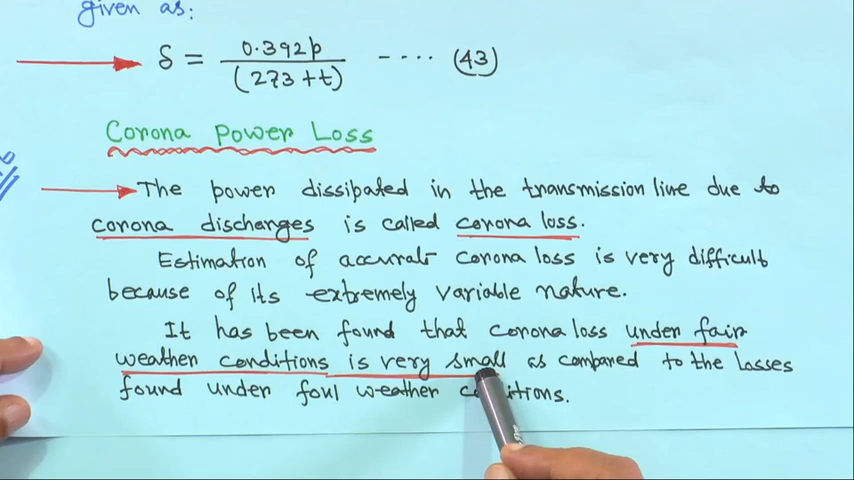 given as:
δ = 0.392p / (273 + t) ---- (43)
Corona Power Loss
The power dissipated in the transmission line due to
corona discharges is called corona loss.
Estimation of accurate corona loss is very difficult
because of its extremely variable nature.
It has been found that corona loss under fair
weather conditions is very small as compared to the losses
found under foul weather conditions.